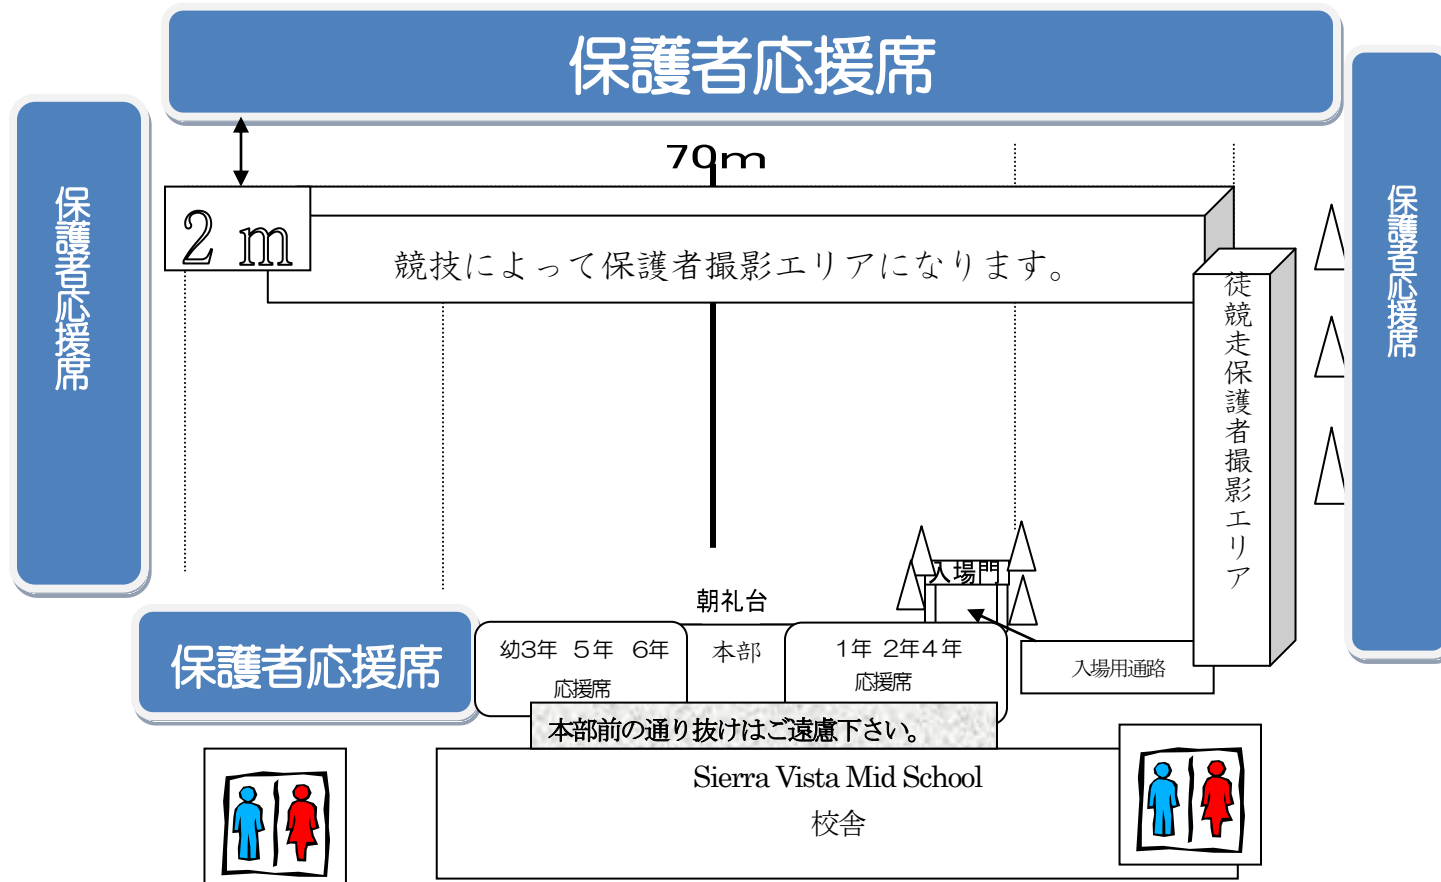 保護者応援席
保護者応援席
保護者応援席
70m
2 m
競技によって保護者撮影エリアになります。
徒競走保護者撮影エリア
入場門
朝礼台
保護者応援席
幼3年 5年 6年
応援席
本部
1年 2年4年
応援席
入場用通路
本部前の通り抜けはご遠慮下さい。
Sierra Vista Mid School
校舎